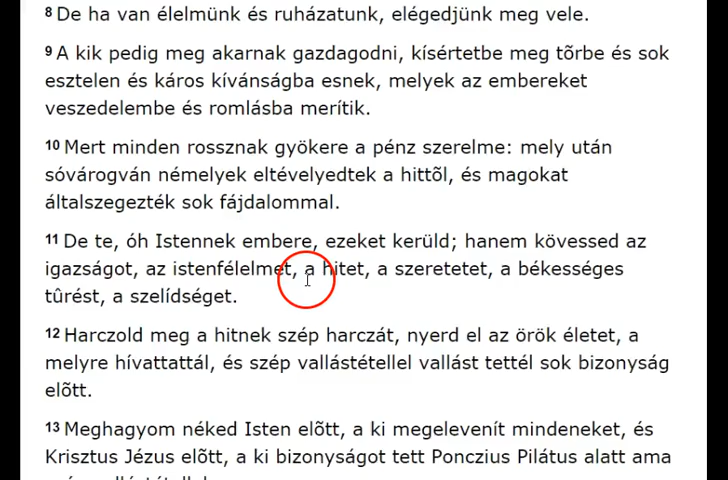 8 De ha van élelmünk és ruházatunk, elégedjünk meg vele.
9 A kik pedig meg akarnak gazdagodni, kísértetbe meg tõrbe és sok
esztelen és káros kívánságba esnek, melyek az embereket
veszedelembe és romlásba merítik.
10 Mert minden rossznak gyökere a pénz szerelme: mely után
sóvárogván némelyek eltévelyedtek a hittõl, és magokat
általszegezték sok fájdalommal.
11 De te, óh Istennek embere, ezeket kerüld; hanem kövessed az
igazságot, az istenfélelmet, a hitet, a szeretetet, a békességes
tûrést, a szelídséget.
12 Harczold meg a hitnek szép harczát, nyerd el az örök életet, a
melyre hívattattál, és szép vallástétellel vallást tettél sok bizonyság
elõtt.
13 Meghagyom néked Isten elõtt, a ki megelevenít mindeneket, és
Krisztus Jézus elõtt, a ki bizonyságot tett Ponczius Pilátus alatt ama